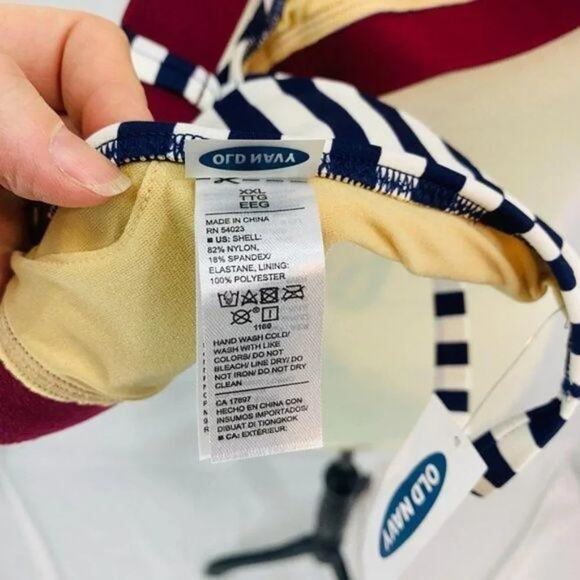 OLD NAVY
XXL
TTG
EEG
MADE IN CHINA
RN 54023
■ US: SHELL:
82% NYLON,
18% SPANDEX/
ELASTANE, LINING:
100% POLYESTER
1169
HAND WASH COLD/
WASH WITH LIKE
COLORS/ DO NOT
BLEACH/ LINE DRY/ DO
NOT IRON/ DO NOT DRY
CLEAN
CA 17897
HECHO EN CHINA CON
INSUMOS IMPORTADOS/
DIBUAT DI TIONGKOK
■ CA: EXTÉRIEUR:
OLD NAVY